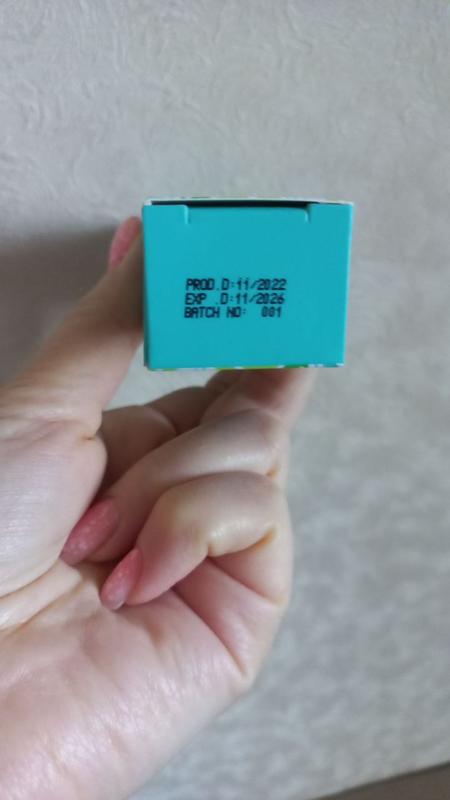 PROD.D:11/2022
EXP .D:11/2026
BATCH NO: 001